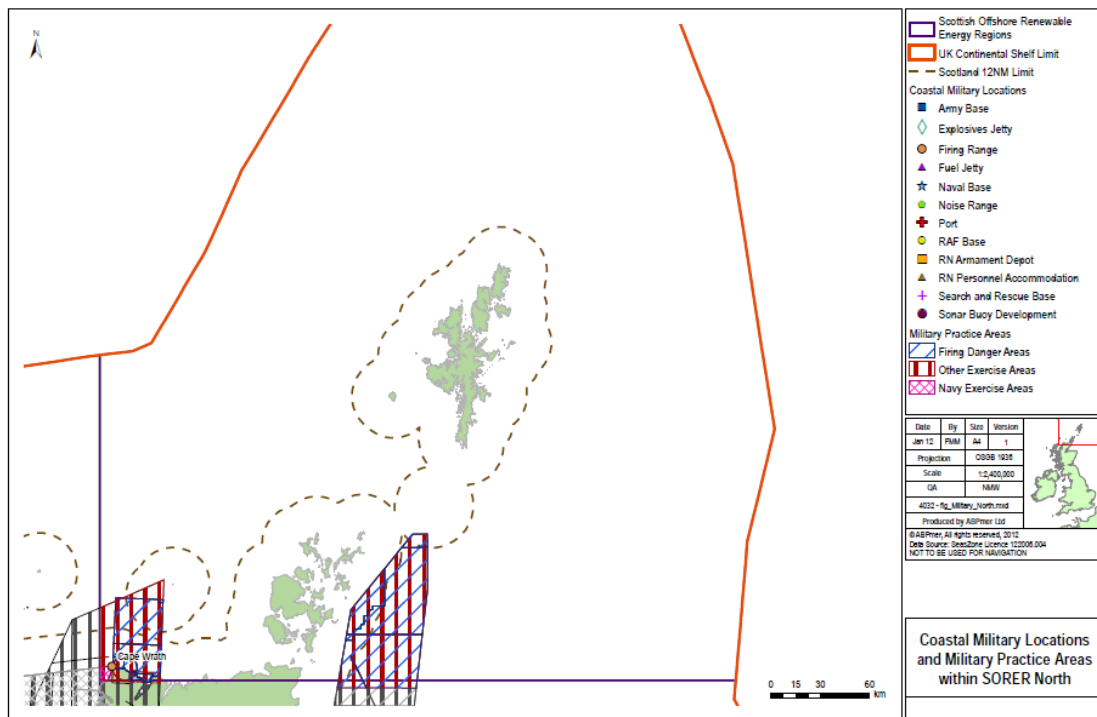 N
Cape Wrath
0 15 30 60
km
Scottish Offshore Renewable
Energy Regions
UK Continental Shelf Limit
Scotland 12NM Limit
Coastal Military Locations
Army Base
Explosives Jetty
Firing Range
Fuel Jetty
Naval Base
Noise Range
Port
RAF Base
RN Armament Depot
RN Personnel Accommodation
Search and Rescue Base
Sonar Buoy Development
Military Practice Areas
Firing Danger Areas
Other Exercise Areas
Navy Exercise Areas
Date By Size Version
Jan 12 FMM A4 1
Projection OSGB 1936
Scale 1:2,400,000
QA NMW
4032 - fig_Military_North.mxd
Produced by ABPmer Ltd
© ABPmer, All rights reserved, 2012
Data Source: SeaZone Licence 122006.004
NOT TO BE USED FOR NAVIGATION
Coastal Military Locations
and Military Practice Areas
within SORER North